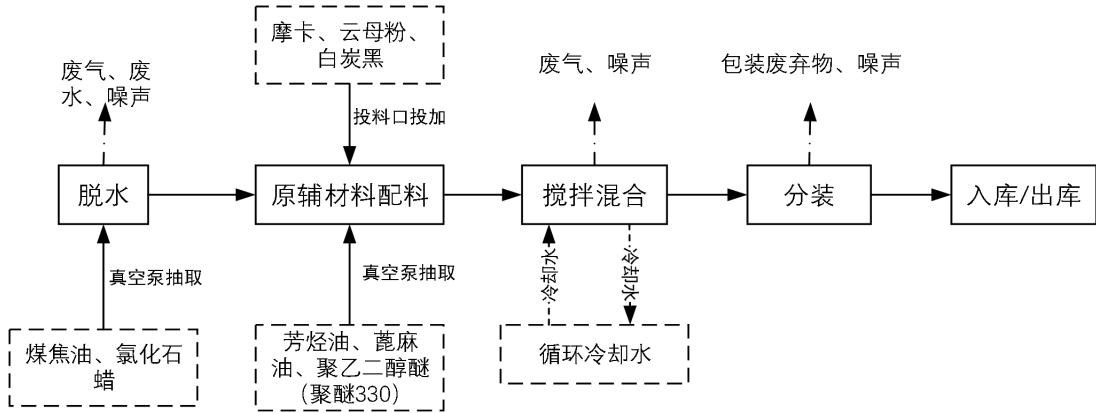 摩卡、云母粉、
白炭黑
废气、废
水、噪声
废气、噪声
包装废弃物、噪声
投料口投加
脱水
原辅材料配料
搅拌混合
分装
入库/出库
真空泵抽取
真空泵抽取
冷却水
冷却水
煤焦油、氯化石
蜡
芳烃油、蓖麻
油、聚乙二醇醚
（聚醚330）
循环冷却水